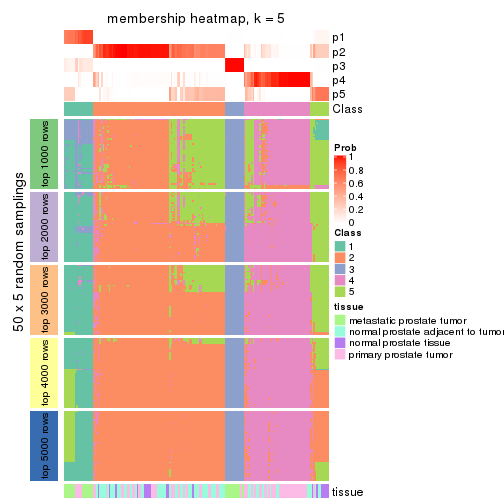 membership heatmap, k = 5
p1
p2
p3
p4
p5
Class
50 x 5 random samplings
top 1000 rows
top 2000 rows
top 3000 rows
top 4000 rows
top 5000 rows
Prob
1
0.8
0.6
0.4
0.2
0
Class
1
2
3
4
5
tissue
metastatic prostate tumor
normal prostate adjacent to tumor
normal prostate tissue
primary prostate tumor
tissue